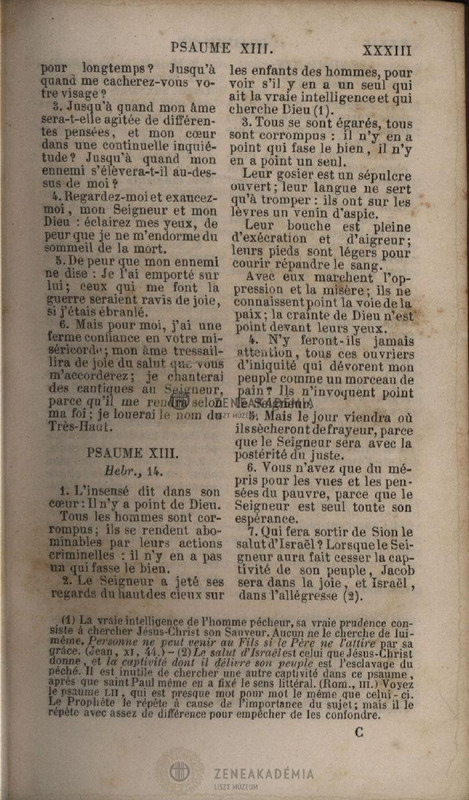 PSAUME XIII. XXXIII
pour longtemps? Jusqu'à
quand me cacherez-vous vo-
tre visage?
3. Jusqu'à quand mon âme
sera-t-elle agitée de différen-
tes pensées, et mon cœur
dans une continuelle inquié-
tude? Jusqu'à quand mon
ennemi s'élèvera-t-il au-des-
sus de moi?
4. Regardez-moi et exaucez-
moi, mon Seigneur et mon
Dieu : éclairez mes yeux, de
peur que je ne m'endorme du
sommeil de la mort.
5. De peur que mon ennemi
ne dise : Je l'ai emporté sur
lui; ceux qui me font la
guerre seraient ravis de joie,
si j'étais ébranlé.
6. Mais pour moi, j'ai une
ferme confiance en votre mi-
séricorde; mon âme tressail-
lira de joie du salut que vous
m'accorderez; je chanterai
des cantiques au Seigneur,
parce qu'il me rendra selon
ma foi; je louerai le nom du
Très-Haut.
PSAUME XIII.
Hebr., 14.
1. L'insensé dit dans son
cœur : Il n'y a point de Dieu.
Tous les hommes sont cor-
rompus; ils se rendent abo-
minables par leurs actions
criminelles : il n'y en a pas
un qui fasse le bien.
2. Le Seigneur a jeté ses
regards du haut des cieux sur
les enfants des hommes, pour
voir s'il y en a un seul qui
ait la vraie intelligence et qui
cherche Dieu (1).
3. Tous se sont égarés, tous
sont corrompus : il n'y en a
point qui fase le bien, il n'y
en a point un seul.
Leur gosier est un sépulcre
ouvert; leur langue ne sert
qu'à tromper : ils ont sur les
lèvres un venin d'aspic.
Leur bouche est pleine
d'exécration et d'aigreur;
leurs pieds sont légers pour
courir répandre le sang.
Avec eux marchent l'op-
pression et la misère; ils ne
connaissent point la voie de la
paix; la crainte de Dieu n'est
point devant leurs yeux.
4. N'y feront-ils jamais
attention, tous ces ouvriers
d'iniquité qui dévorent mon
peuple comme un morceau de
pain? Ils n'invoquent point
le Seigneur.
5. Mais le jour viendra où
ils sècheront de frayeur, parce
que le Seigneur sera avec la
postérité du juste.
6. Vous n'avez que du mé-
pris pour les vues et les pen-
sées du pauvre, parce que le
Seigneur est seul toute son
espérance.
7. Qui fera sortir de Sion le
salut d'Israël? Lorsque le Sei-
gneur aura fait cesser la cap-
tivité de son peuple, Jacob
sera dans la joie, et Israël,
dans l'allégresse (2).
(1) La vraie intelligence de l'homme pécheur, sa vraie prudence con-
siste à chercher Jésus-Christ son Sauveur. Aucun ne le cherche de lui-
même. Personne ne peut venir au Fils si le Père ne l'attire par sa
grâce. (Jean, XI, 44.) – (2) Le salut d'Israël est celui que Jésus-Christ
donne, et la captivité dont il délivre son peuple est l'esclavage du
péché. Il est inutile de chercher une autre captivité dans ce psaume,
après que saint Paul même en a fixé le sens littéral. (Rom., III.) Voyez
le psaume LII, qui est presque mot pour mot le même que celui-ci.
Le Prophète le répète à cause de l'importance du sujet; mais il le
répète avec assez de différence pour empêcher de les confondre.
C
ZENEAKADÉMIA
LISZT MÚZEUM